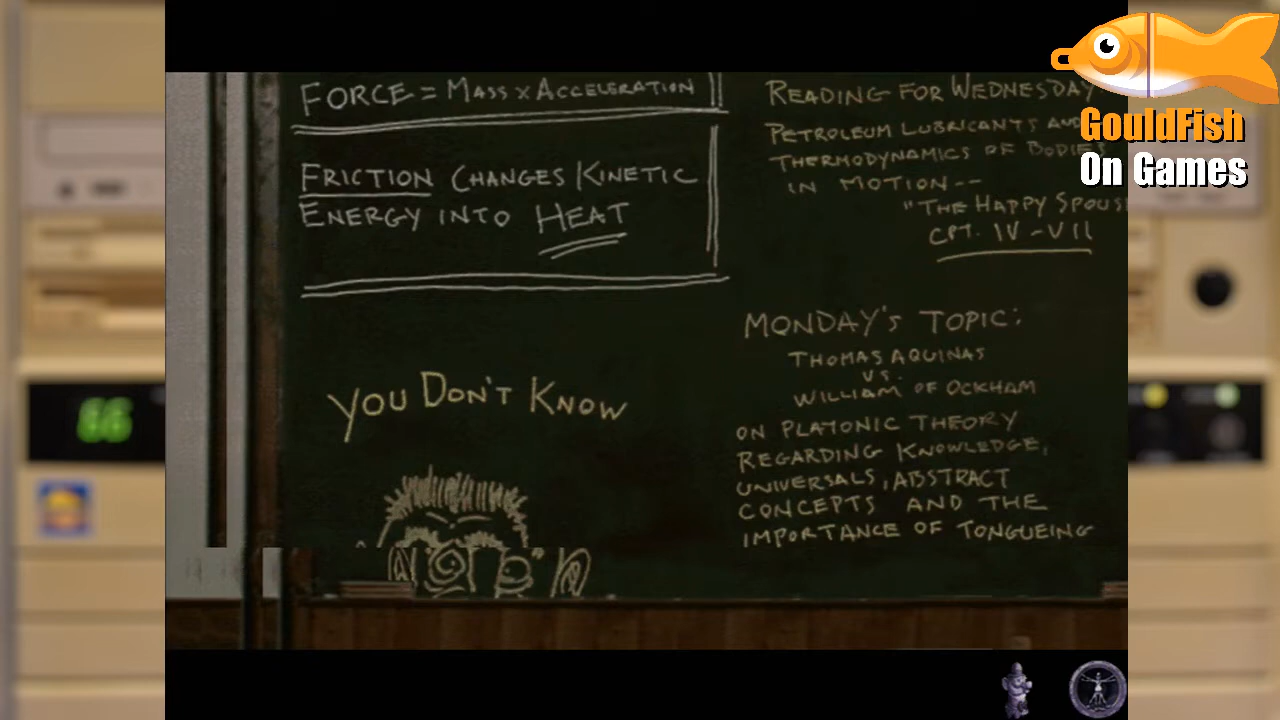 FORCE = MASS x ACCELERATION
FRICTION CHANGES KINETIC
ENERGY INTO HEAT
YOU DON'T KNOW
READING FOR WEDNESDAY
PETROLEUM LUBRICANTS AND
THERMODYNAMICS OF BODIES
IN MOTION--
"THE HAPPY SPOUS
CPT. IV-VII
MONDAY'S TOPIC:
THOMAS AQUINAS
VS.
WILLIAM OF OCKHAM
ON PLATONIC THEORY
REGARDING KNOWLEDGE,
UNIVERSALS, ABSTRACT
CONCEPTS AND THE
IMPORTANCE OF TONGUEING
GouldFish
On Games
66